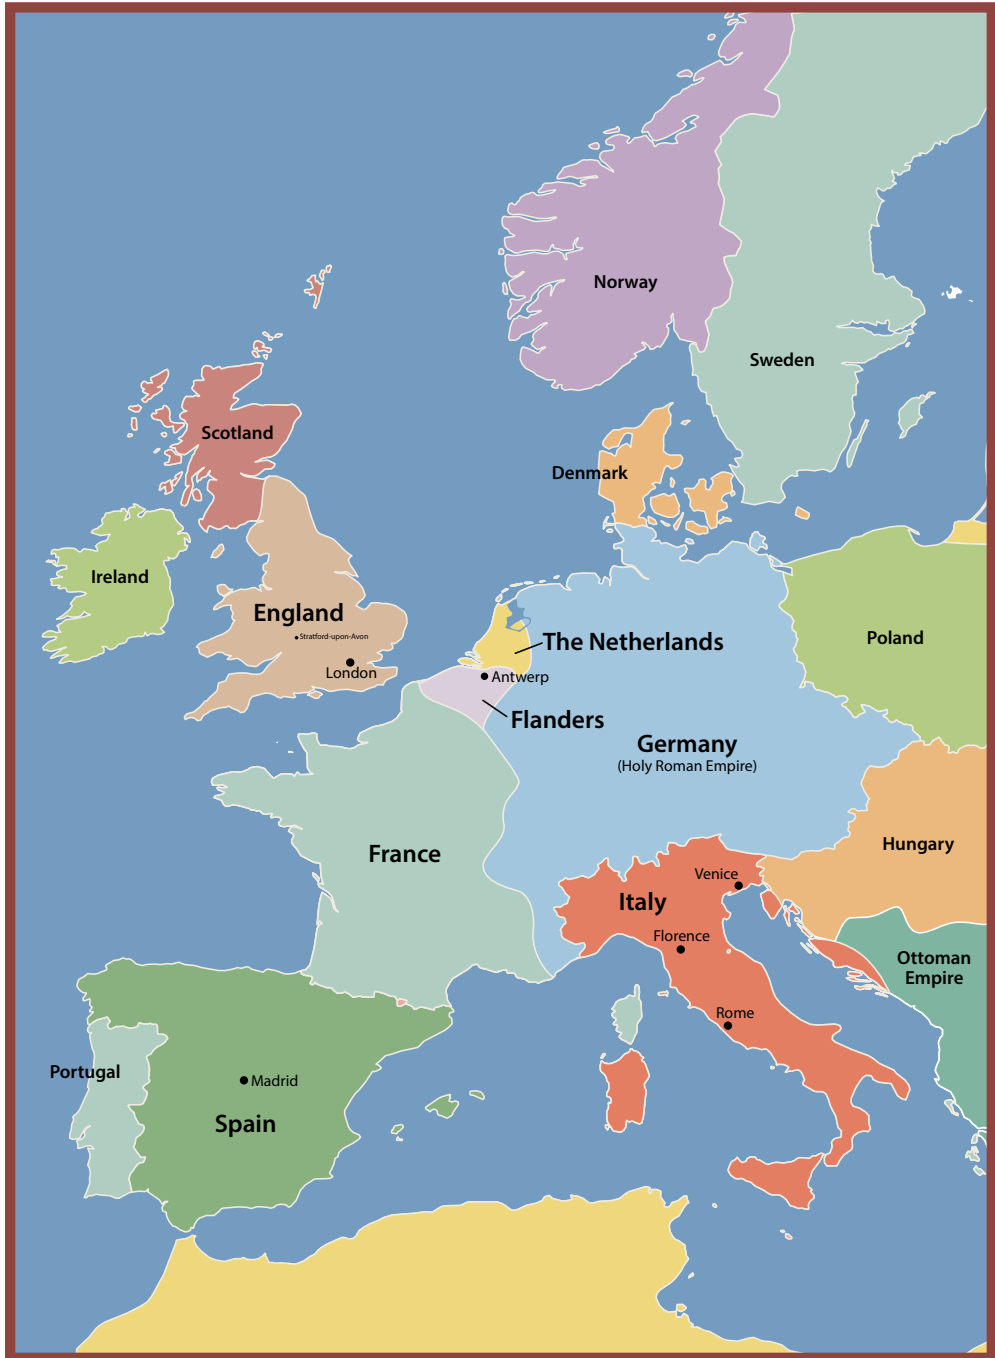 Norway
Sweden
Scotland
Denmark
Ireland
England
Stratford-upon-Avon
London
The Netherlands
Antwerp
Flanders
Poland
Germany
(Holy Roman Empire)
France
Hungary
Venice
Italy
Florence
Ottoman
Empire
Rome
Portugal
Madrid
Spain